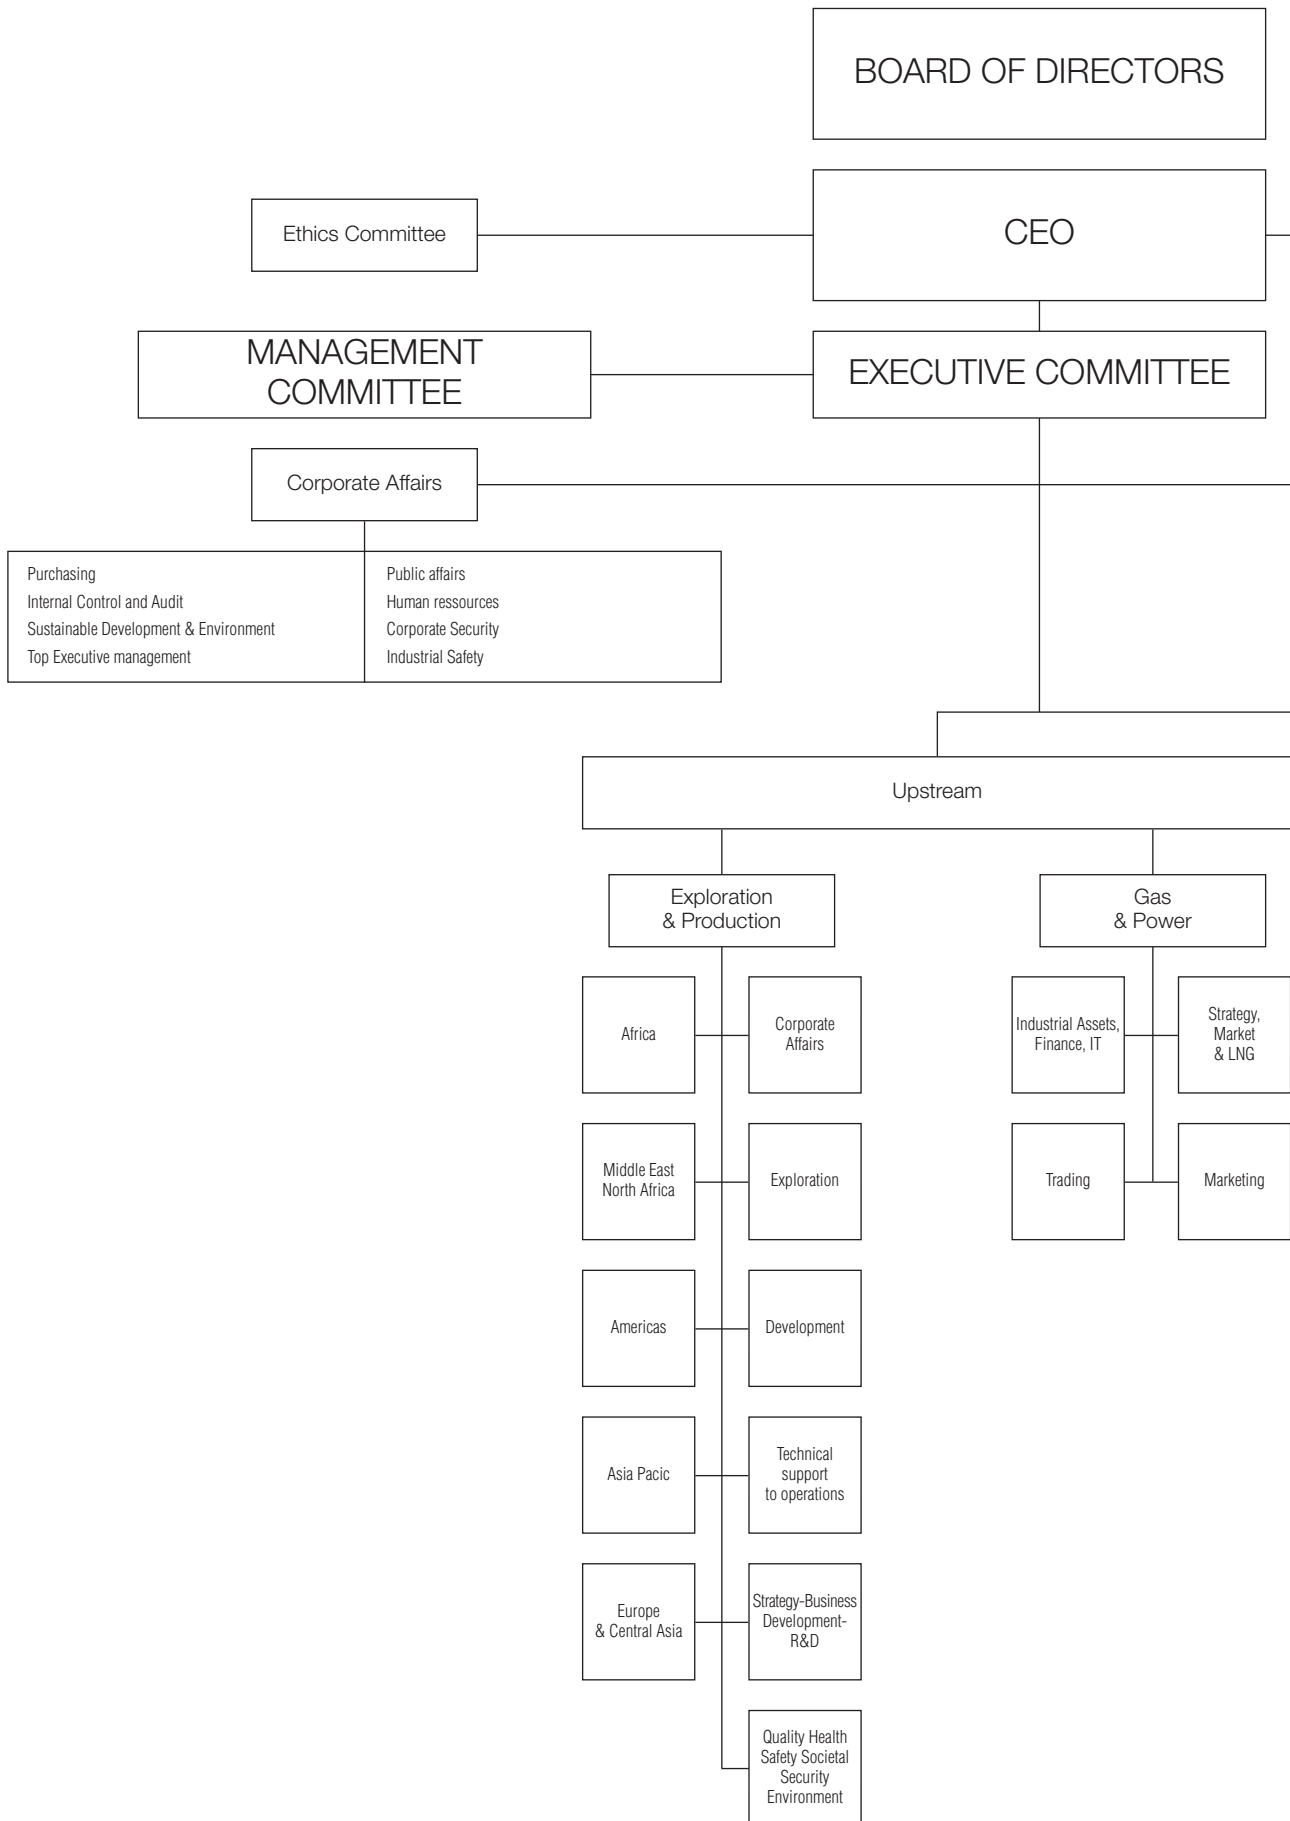 BOARD OF DIRECTORS
CEO
Ethics Committee
MANAGEMENT
COMMITTEE
EXECUTIVE COMMITTEE
Corporate Affairs
Purchasing
Internal Control and Audit
Sustainable Development & Environment
Top Executive management
Public affairs
Human ressources
Corporate Security
Industrial Safety
Upstream
Exploration
& Production
Gas
& Power
Africa
Corporate
Affairs
Industrial Assets,
Finance, IT
Strategy,
Market
& LNG
Middle East
North Africa
Exploration
Trading
Marketing
Americas
Development
Asia Pacic
Technical
support
to operations
Europe
& Central Asia
Strategy-Business
Development-
R&D
Quality Health
Safety Societal
Security
Environment